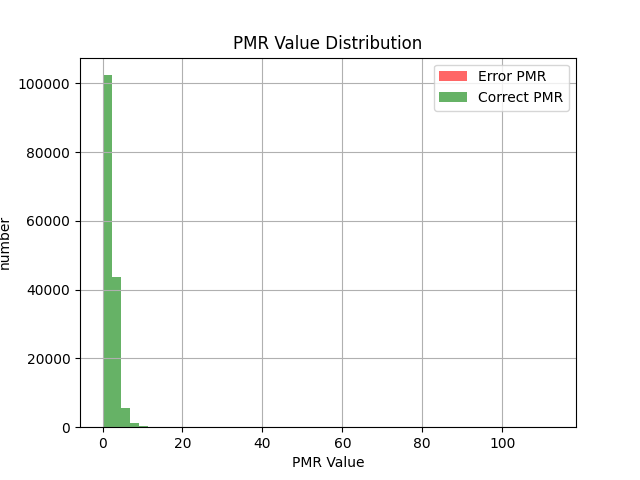 PMR Value Distribution
Error PMR
Correct PMR
number
100000
80000
60000
40000
20000
0
0 20 40 60 80 100
PMR Value